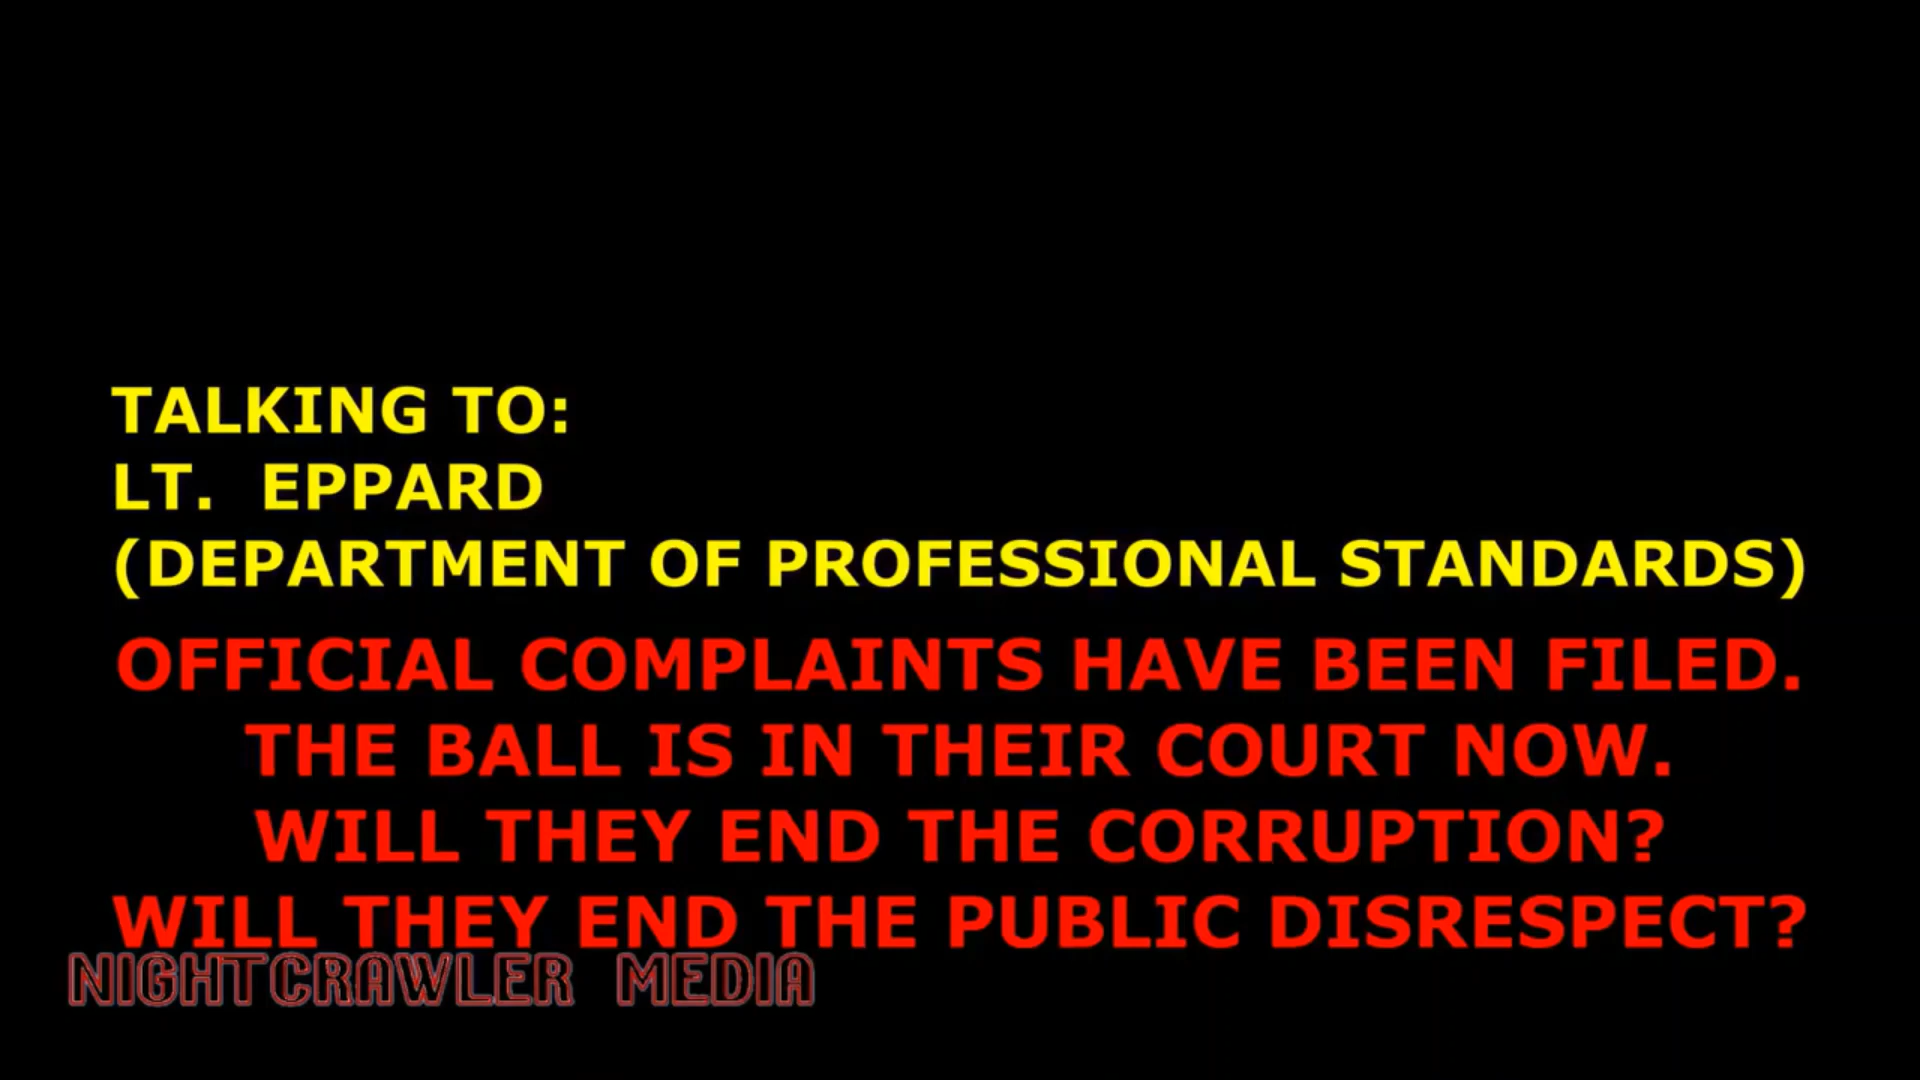 TALKING TO:
LT. EPPARD
(DEPARTMENT OF PROFESSIONAL STANDARDS)
OFFICIAL COMPLAINTS HAVE BEEN FILED.
THE BALL IS IN THEIR COURT NOW.
WILL THEY END THE CORRUPTION?
WILL THEY END THE PUBLIC DISRESPECT?
NIGHTCRAWLER MEDIA